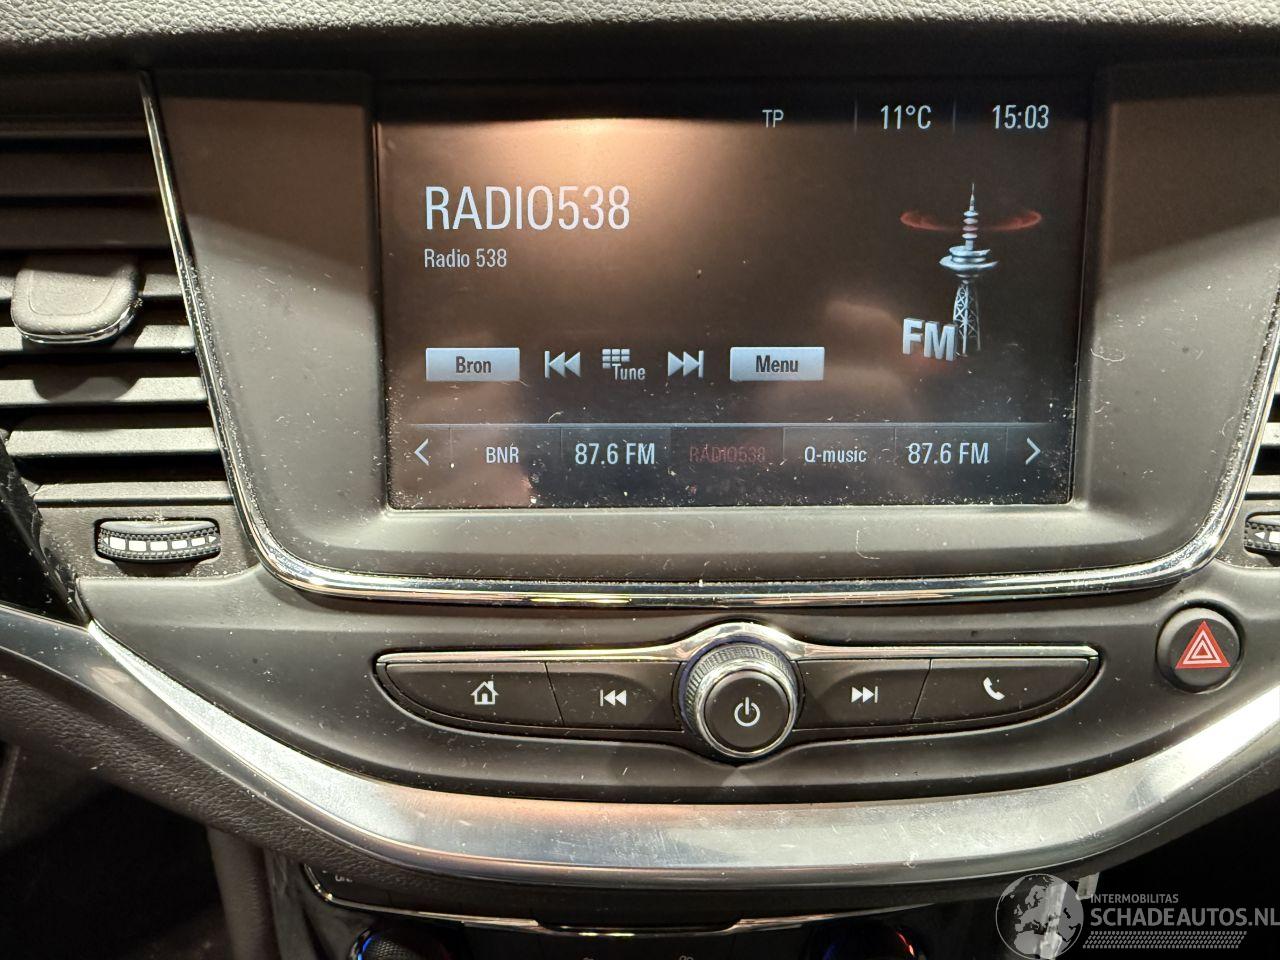 TP 11°C 15:03
RADIO538
Radio 538
FM
Bron Tune Menu
BNR 87.6 FM RADIO538 Q-music 87.6 FM
INTERMOBILITAS
SCHADEAUTOS.NL